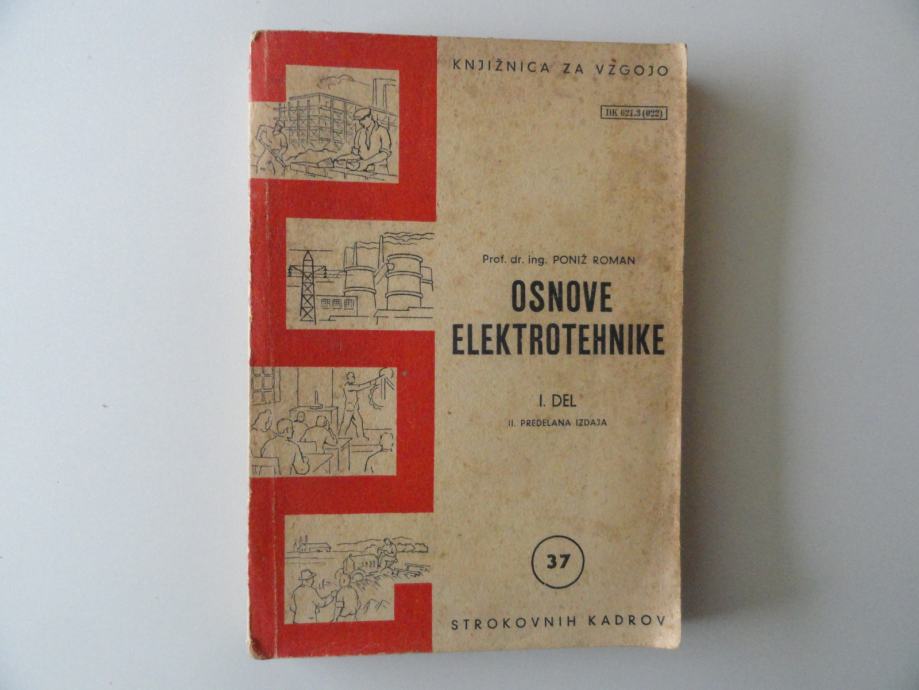 KNJIŽNICA ZA VZGOJO
DK 621.3 (022)
Prof. dr. ing. PONIŽ ROMAN
OSNOVE
ELEKTROTEHNIKE
I. DEL
II. PREDELANA IZDAJA
37
STROKOVNIH KADROV